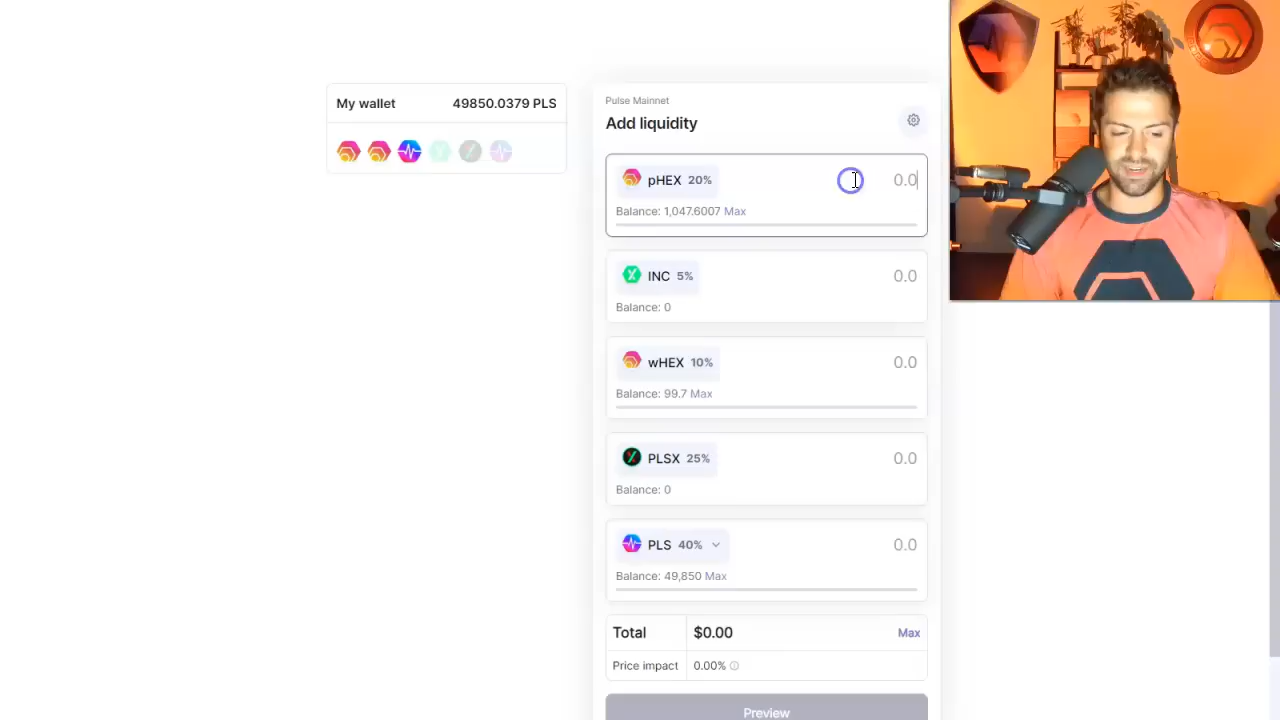 My wallet 49850.0379 PLS
Pulse Mainnet
Add liquidity
pHEX 20% 0.0
Balance: 1,047.6007 Max
INC 5% 0.0
Balance: 0
wHEX 10% 0.0
Balance: 99.7 Max
PLSX 25% 0.0
Balance: 0
PLS 40% 0.0
Balance: 49,850 Max
Total $0.00 Max
Price impact 0.00%
Preview